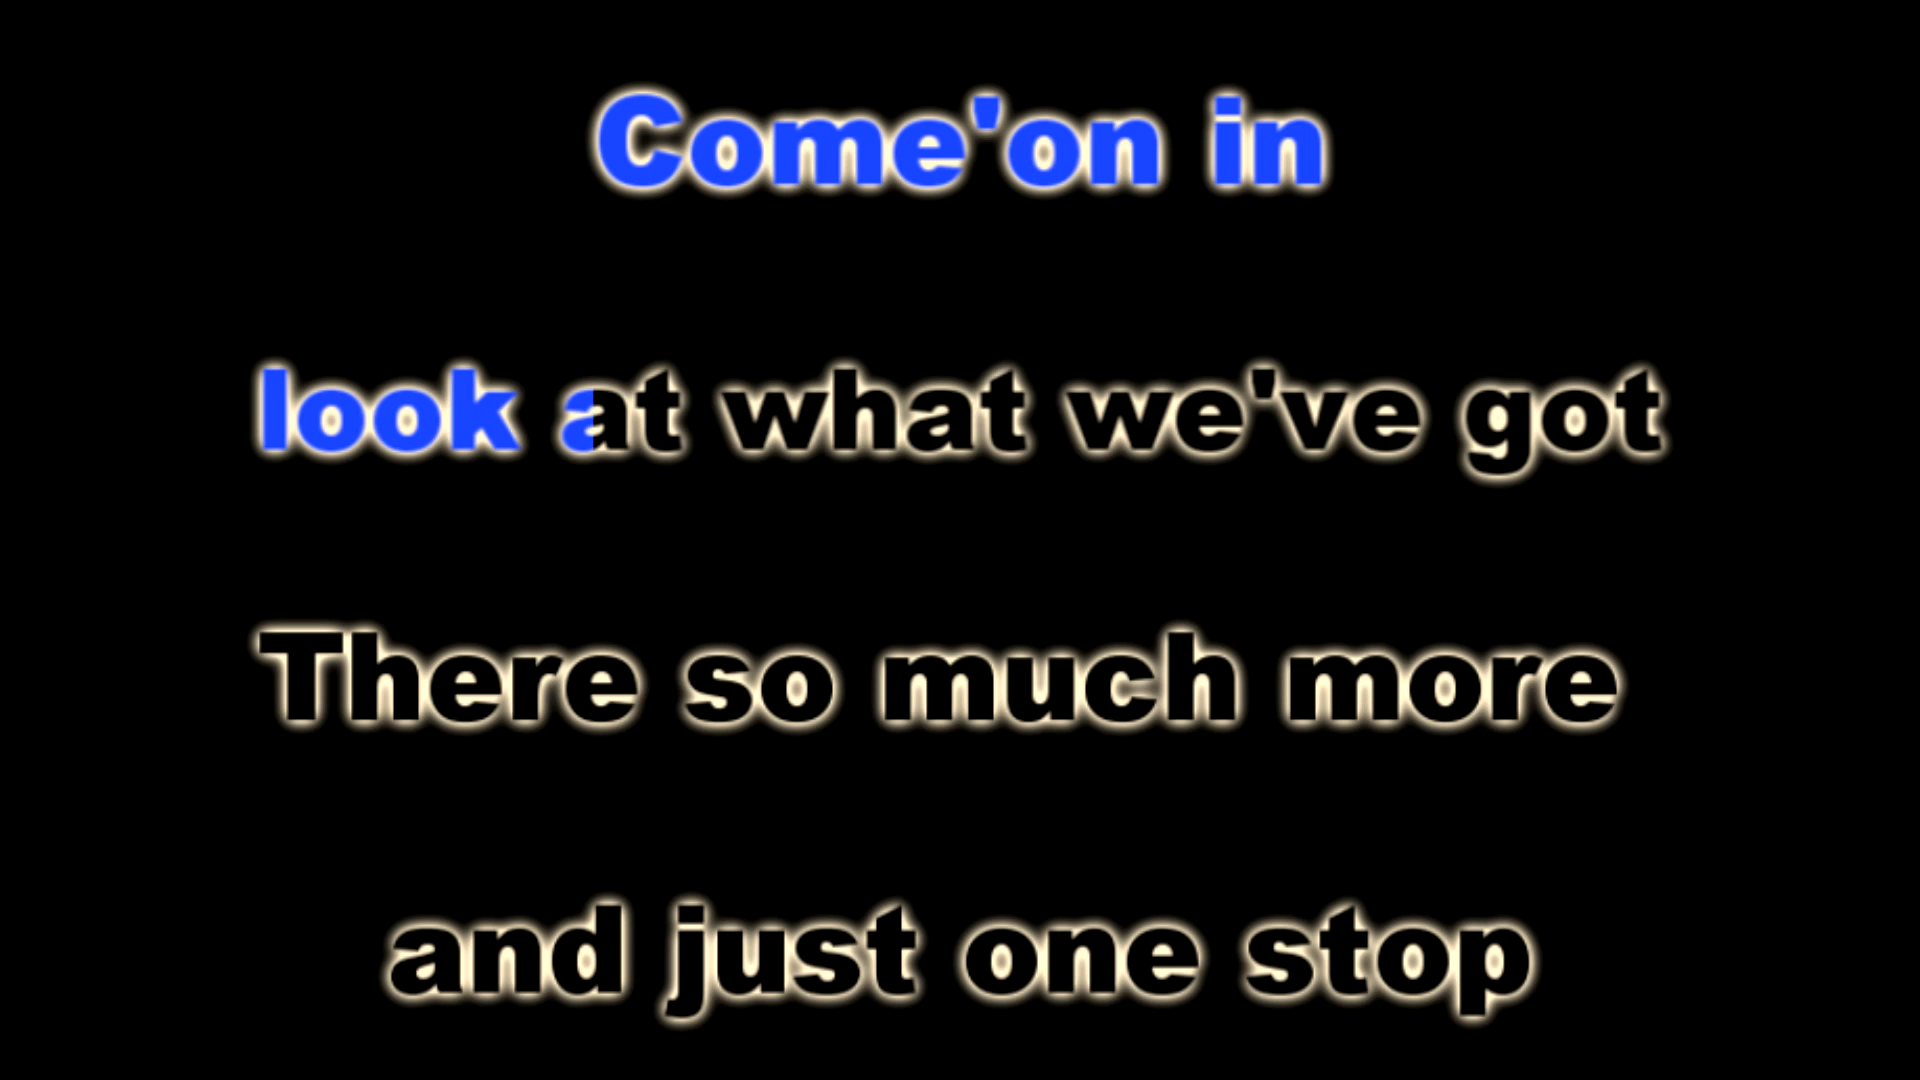 Come'on in
look at what we've got
There so much more
and just one stop